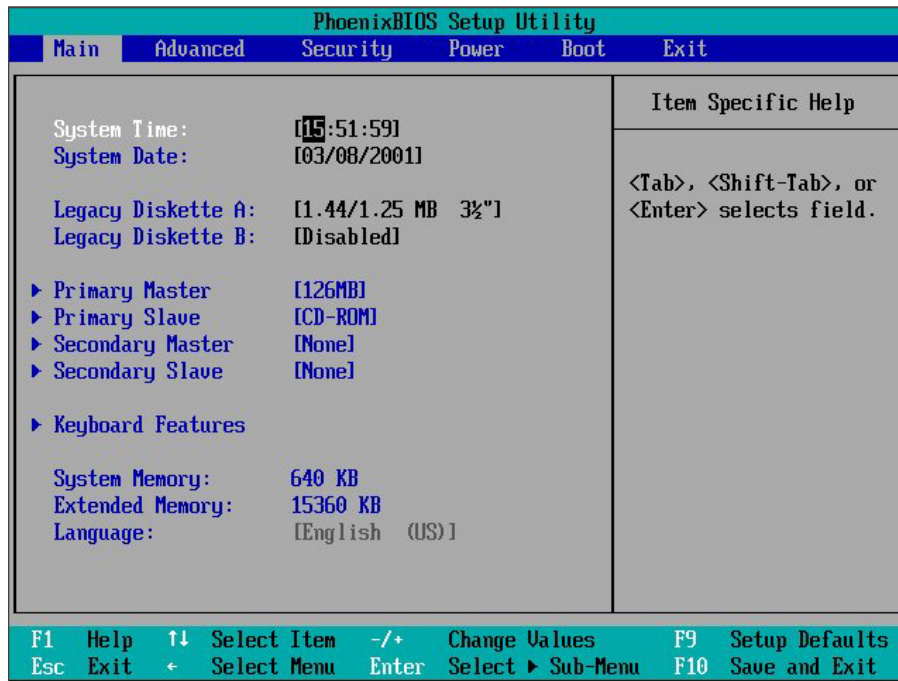 PhoenixBIOS Setup Utility
Main Advanced Security Power Boot Exit
Item Specific Help
System Time: [15:51:59]
System Date: [03/08/2001]
<Tab>, <Shift-Tab>, or
<Enter> selects field.
Legacy Diskette A: [1.44/1.25 MB 3½"]
Legacy Diskette B: [Disabled]
▶ Primary Master [126MB]
▶ Primary Slave [CD-ROM]
▶ Secondary Master [None]
▶ Secondary Slave [None]
▶ Keyboard Features
System Memory: 640 KB
Extended Memory: 15360 KB
Language: [English (US)]
F1 Help ↑↓ Select Item -/+ Change Values F9 Setup Defaults
Esc Exit ← Select Menu Enter Select ▶ Sub-Menu F10 Save and Exit